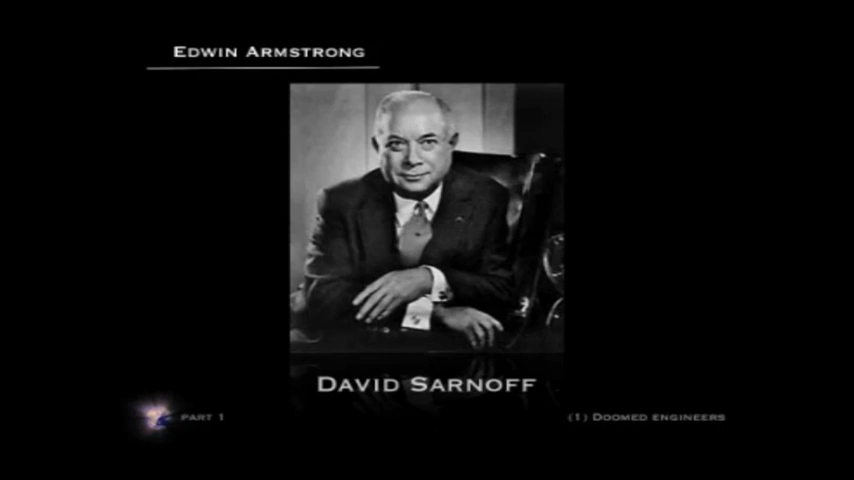 Edwin Armstrong
David Sarnoff
Part 1
(1) Doomed engineers